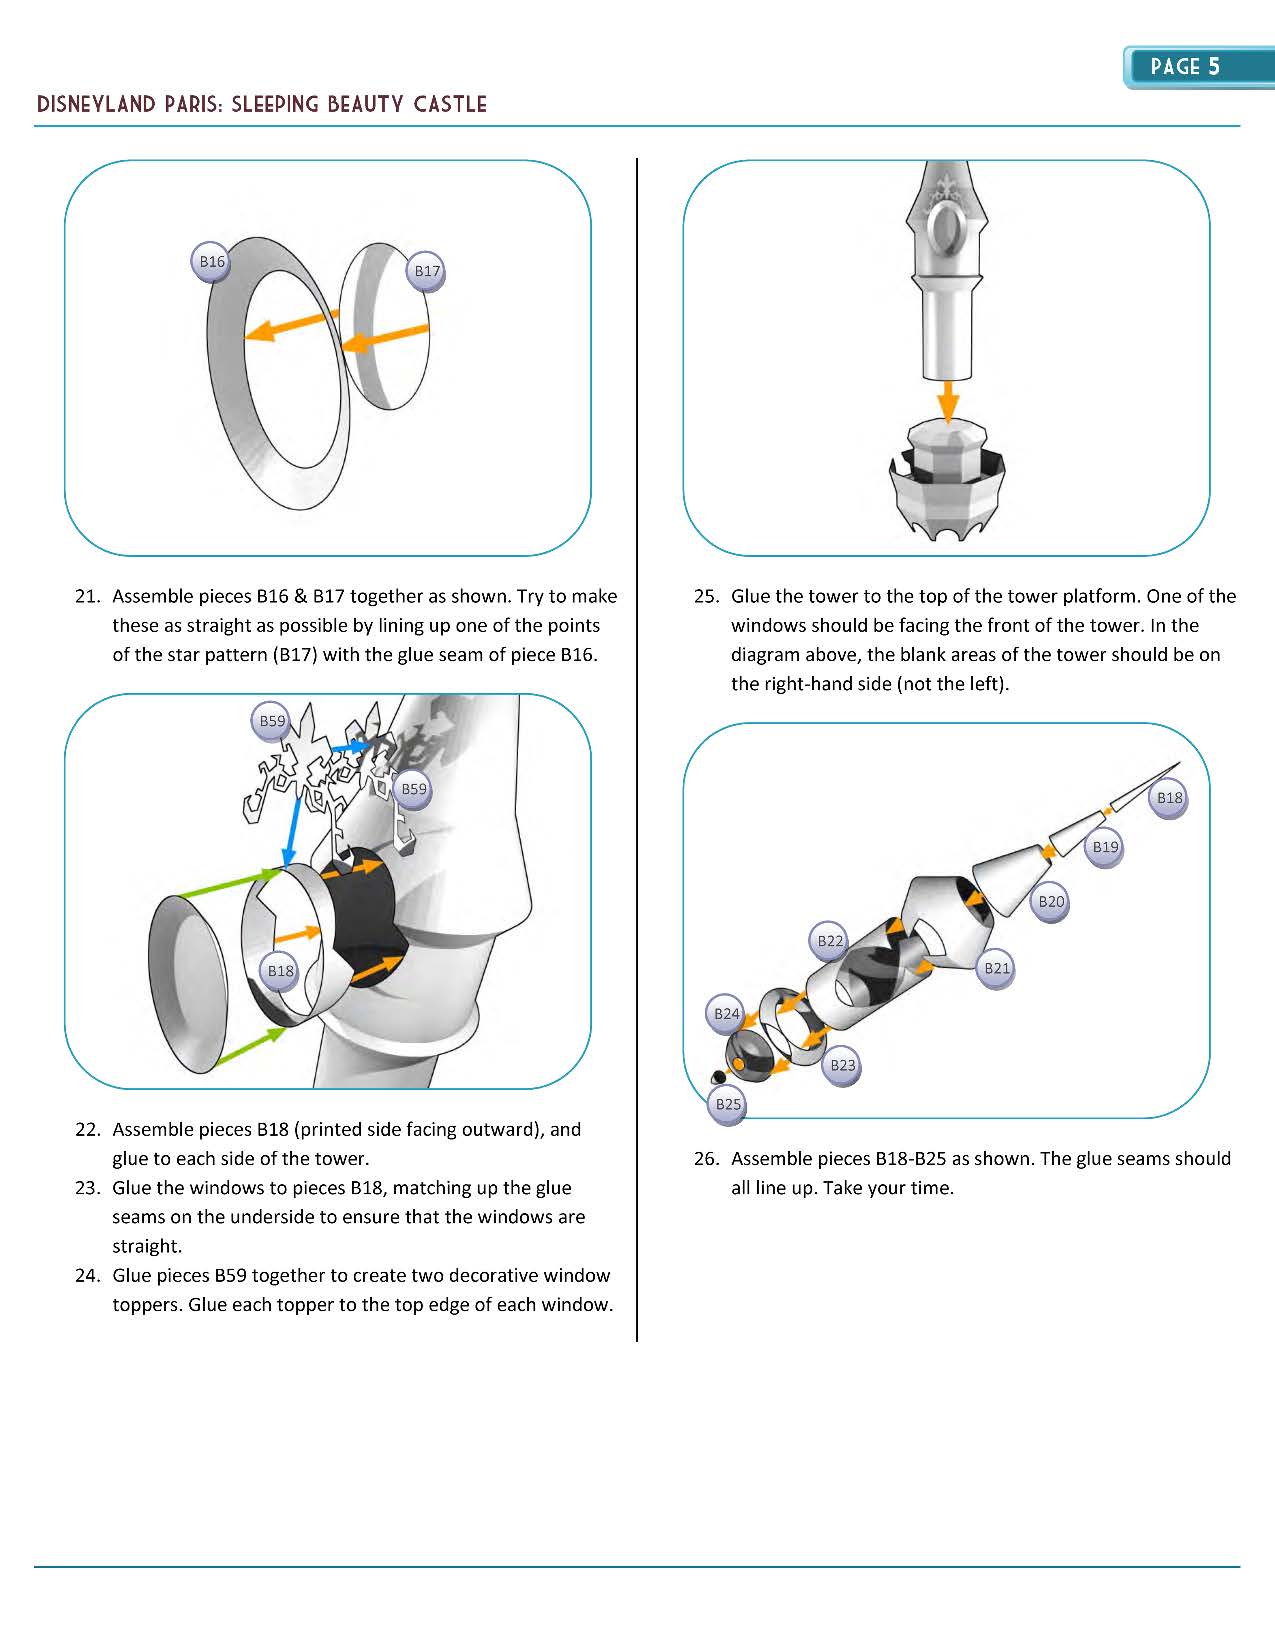 PAGE 5
DISNEYLAND PARIS: SLEEPING BEAUTY CASTLE
B16
B17
21. Assemble pieces B16 & B17 together as shown. Try to make
these as straight as possible by lining up one of the points
of the star pattern (B17) with the glue seam of piece B16.
B59
B59
B18
22. Assemble pieces B18 (printed side facing outward), and
glue to each side of the tower.
23. Glue the windows to pieces B18, matching up the glue
seams on the underside to ensure that the windows are
straight.
24. Glue pieces B59 together to create two decorative window
toppers. Glue each topper to the top edge of each window.
25. Glue the tower to the top of the tower platform. One of the
windows should be facing the front of the tower. In the
diagram above, the blank areas of the tower should be on
the right-hand side (not the left).
B18
B19
B20
B22
B21
B24
B23
B25
26. Assemble pieces B18-B25 as shown. The glue seams should
all line up. Take your time.